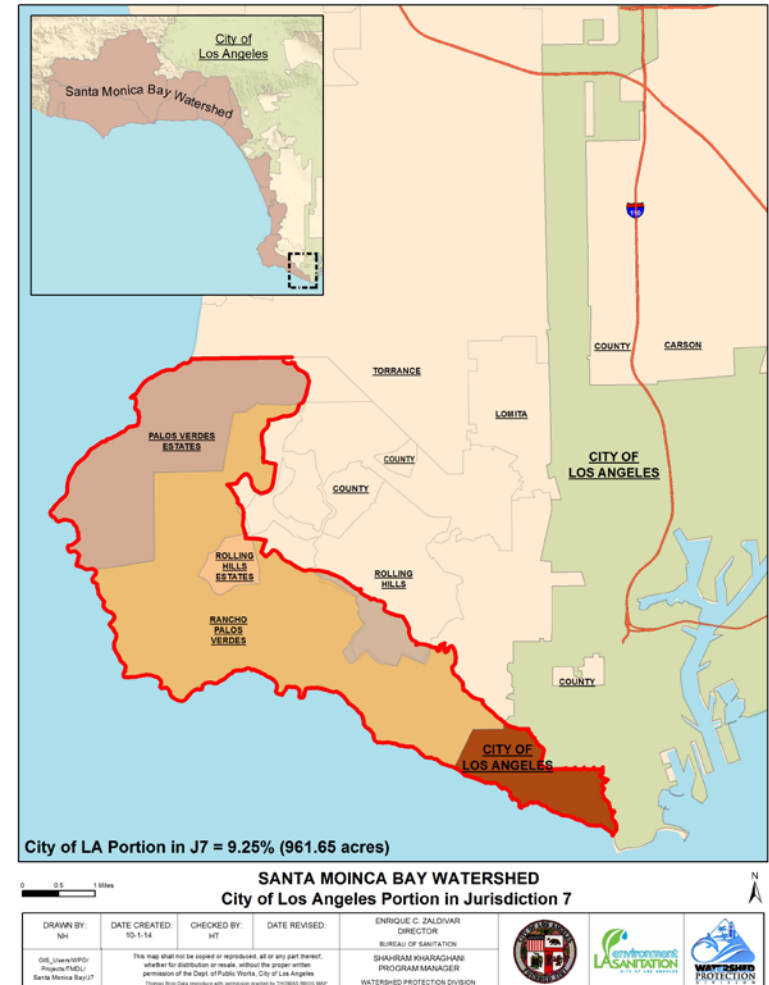 City of
Los Angeles
Santa Monica Bay Watershed
110
COUNTY
CARSON
TORRANCE
LOMITA
PALOS VERDES
ESTATES
COUNTY
CITY OF
LOS ANGELES
COUNTY
ROLLING
HILLS
ESTATES
ROLLING
HILLS
RANCHO
PALOS
VERDES
COUNTY
CITY OF
LOS ANGELES
City of LA Portion in J7 = 9.25% (961.65 acres)
0 0.5 1 Miles
SANTA MOINCA BAY WATERSHED
City of Los Angeles Portion in Jurisdiction 7
N
DRAWN BY:
NH
DATE CREATED:
10-1-14
CHECKED BY:
HT
DATE REVISED:
ENRIQUE C. ZALDIVAR
DIRECTOR
BUREAU OF SANITATION
GIS_Users/WPD/
Projects/TMDL/
Santa Monica Bay/J7
This map shall not be copied or reproduced, all or any part thereof,
whether for distribution or resale, without the proper written
permission of the Dept. of Public Works, City of Los Angeles
SHAHRAM KHARAGHANI
PROGRAM MANAGER
WATERSHED PROTECTION DIVISION
environment
LA SANITATION
CITY OF LOS ANGELES
WATERSHED
PROTECTION
DIVISION